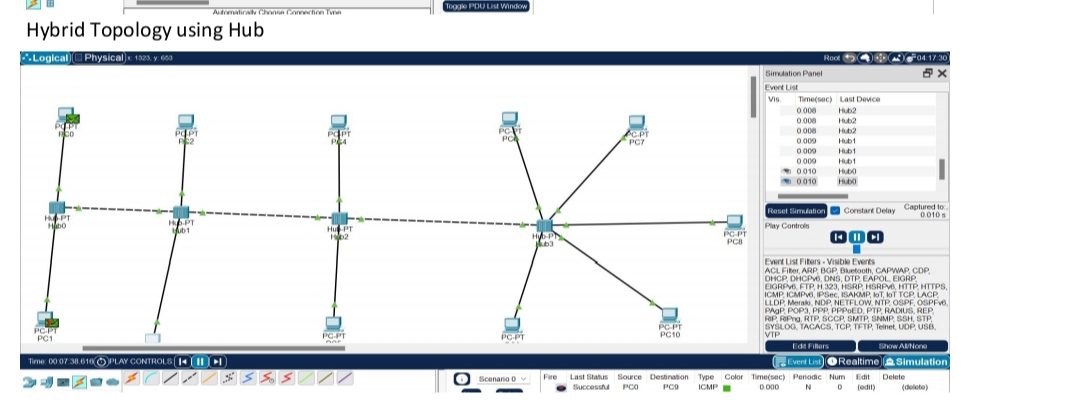 Automatically Choose Connection Type
Toggle PDU List Window
Hybrid Topology using Hub
Logical Physical x: 1323, y: 653
Root 04:17:30
Simulation Panel
Event List
Vis. Time(sec) Last Device
0.008 Hub2
0.008 Hub2
0.008 Hub2
0.009 Hub1
0.009 Hub1
0.009 Hub1
0.010 Hub0
0.010 Hub0
Reset Simulation Constant Delay Captured to:
0.010 s
Play Controls
Event List Filters - Visible Events
ACL Filter, ARP, BGP, Bluetooth, CAPWAP, CDP,
DHCP, DHCPv6, DNS, DTP, EAPOL, EIGRP,
EIGRPv6, FTP, H.323, HSRP, HSRPv6, HTTP, HTTPS,
ICMP, ICMPv6, IPSec, ISAKMP, IoT, IoT TCP, LACP,
LLDP, Meraki, NDP, NETFLOW, NTP, OSPF, OSPFv6,
PAgP, POP3, PPP, PPPoED, PTP, RADIUS, REP,
RIP, RIPng, RTP, SCCP, SMTP, SNMP, SSH, STP,
SYSLOG, TACACS, TCP, TFTP, Telnet, UDP, USB,
VTP
Edit Filters Show All/None
Event List Realtime Simulation
PC-PT
PC0
PC-PT
PC2
PC-PT
PC4
PC-PT
PC6
PC-PT
PC7
Hub-PT
Hub0
Hub-PT
Hub1
Hub-PT
Hub2
Hub-PT
Hub3
PC-PT
PC8
PC-PT
PC1
PC-PT
PC-PT
PC-PT
PC10
Time: 00:07:38.616 PLAY CONTROLS
Scenario 0
Fire Last Status Source Destination Type Color Time(sec) Periodic Num Edit Delete
Successful PC0 PC9 ICMP 0.000 N 0 (edit) (delete)